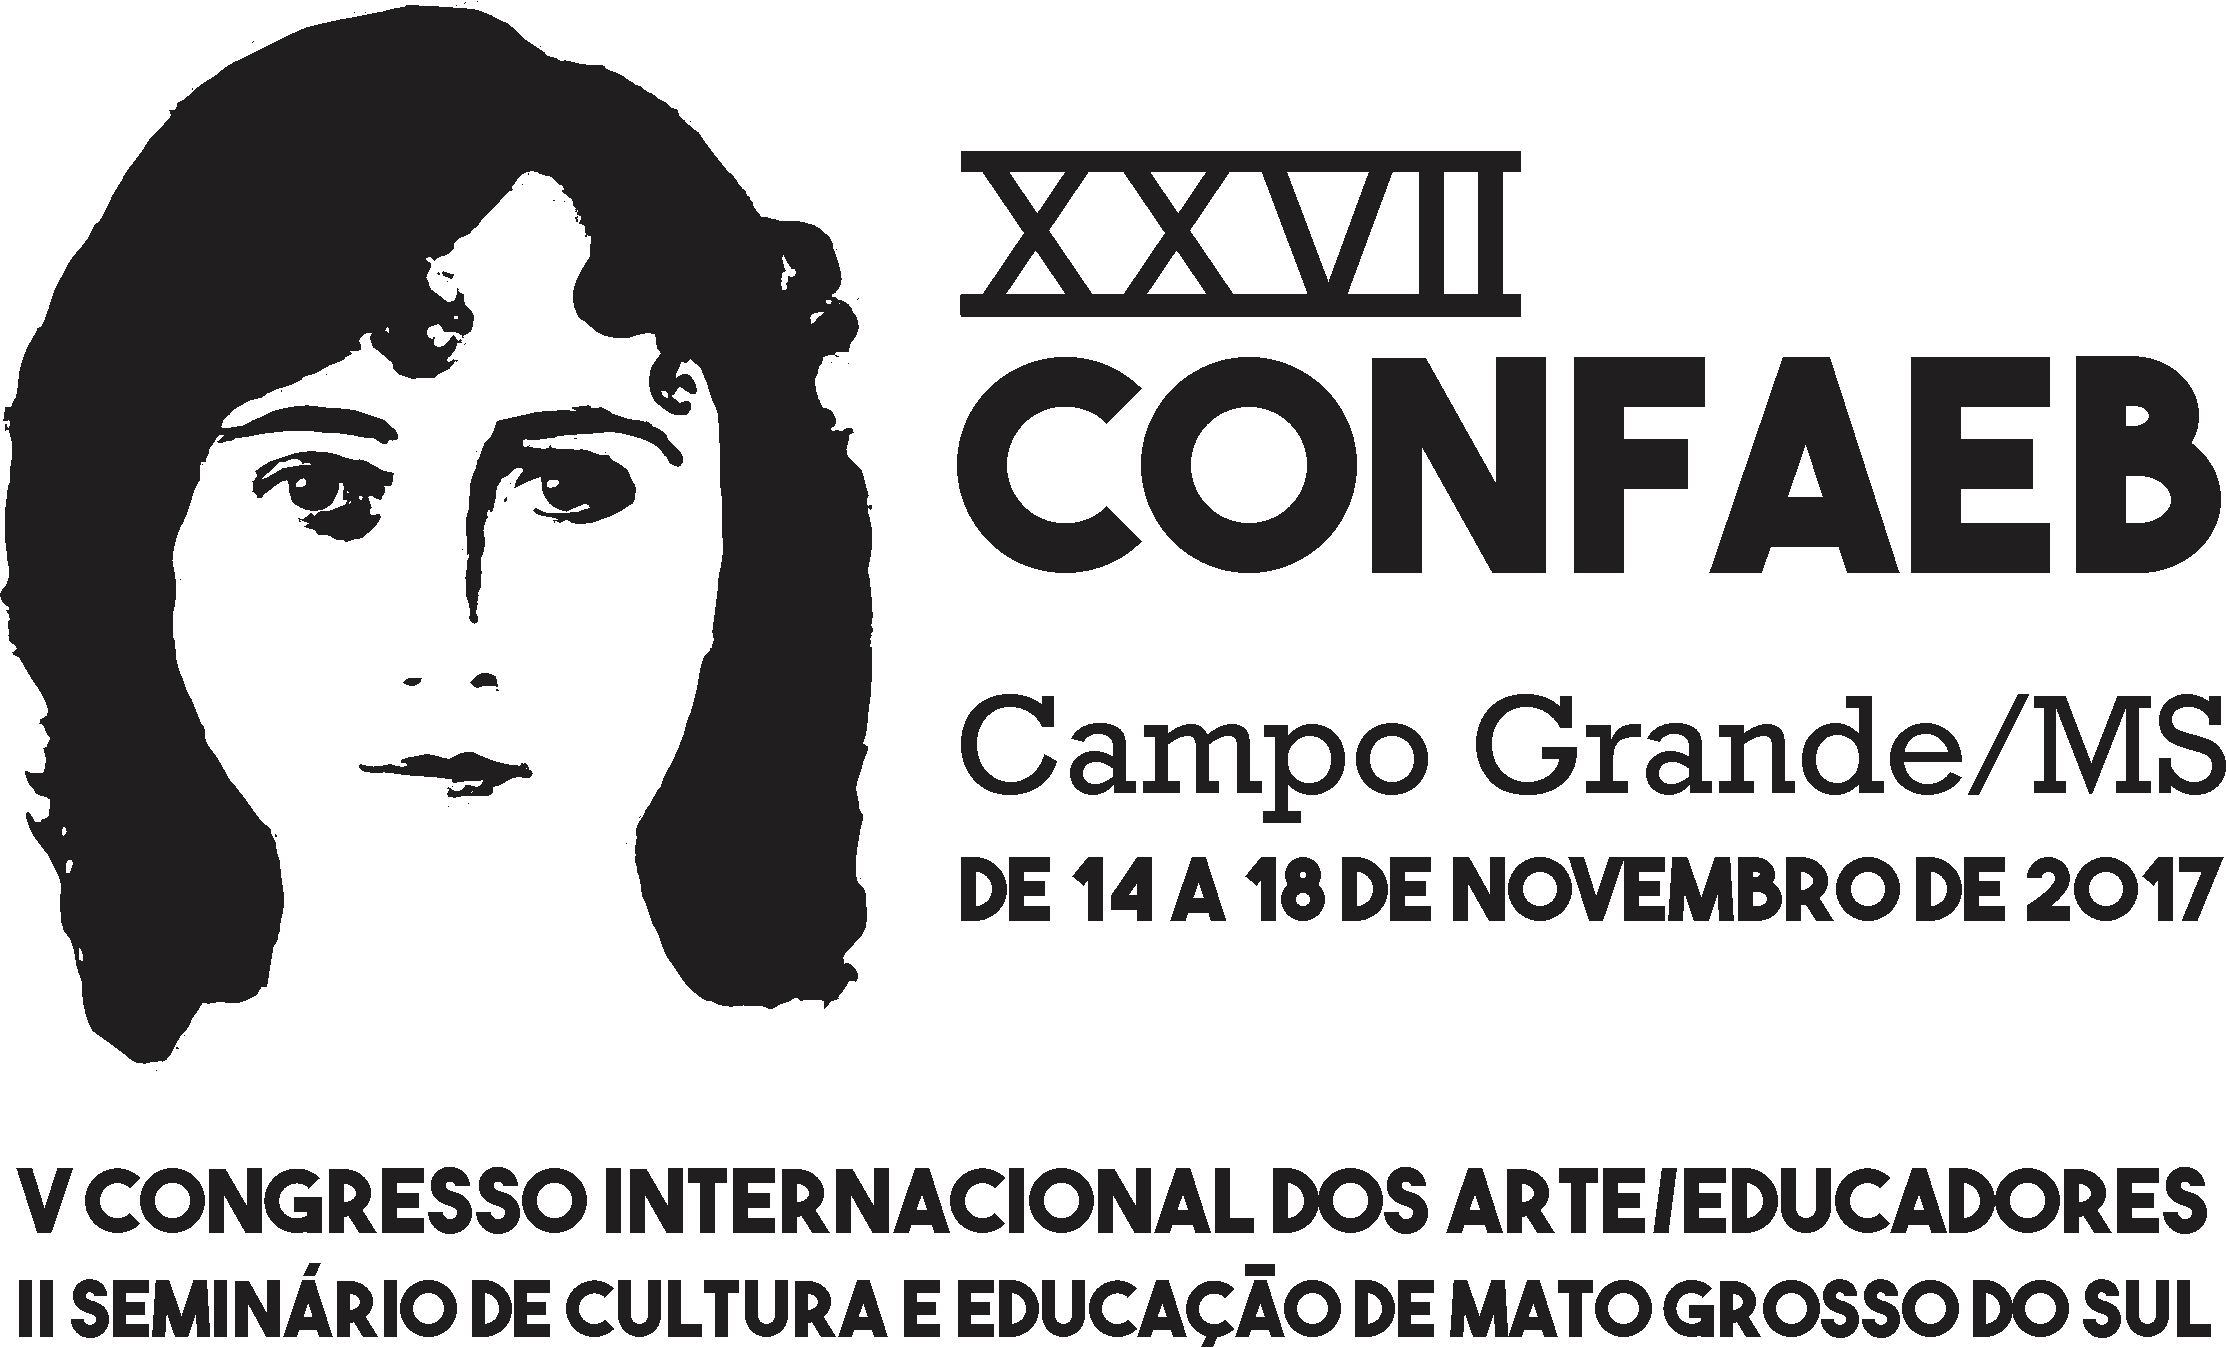 XXVII
CONFAEB
Campo Grande/MS
DE 14 A 18 DE NOVEMBRO DE 2017
V CONGRESSO INTERNACIONAL DOS ARTE/EDUCADORES
II SEMINÁRIO DE CULTURA E EDUCAÇÃO DE MATO GROSSO DO SUL